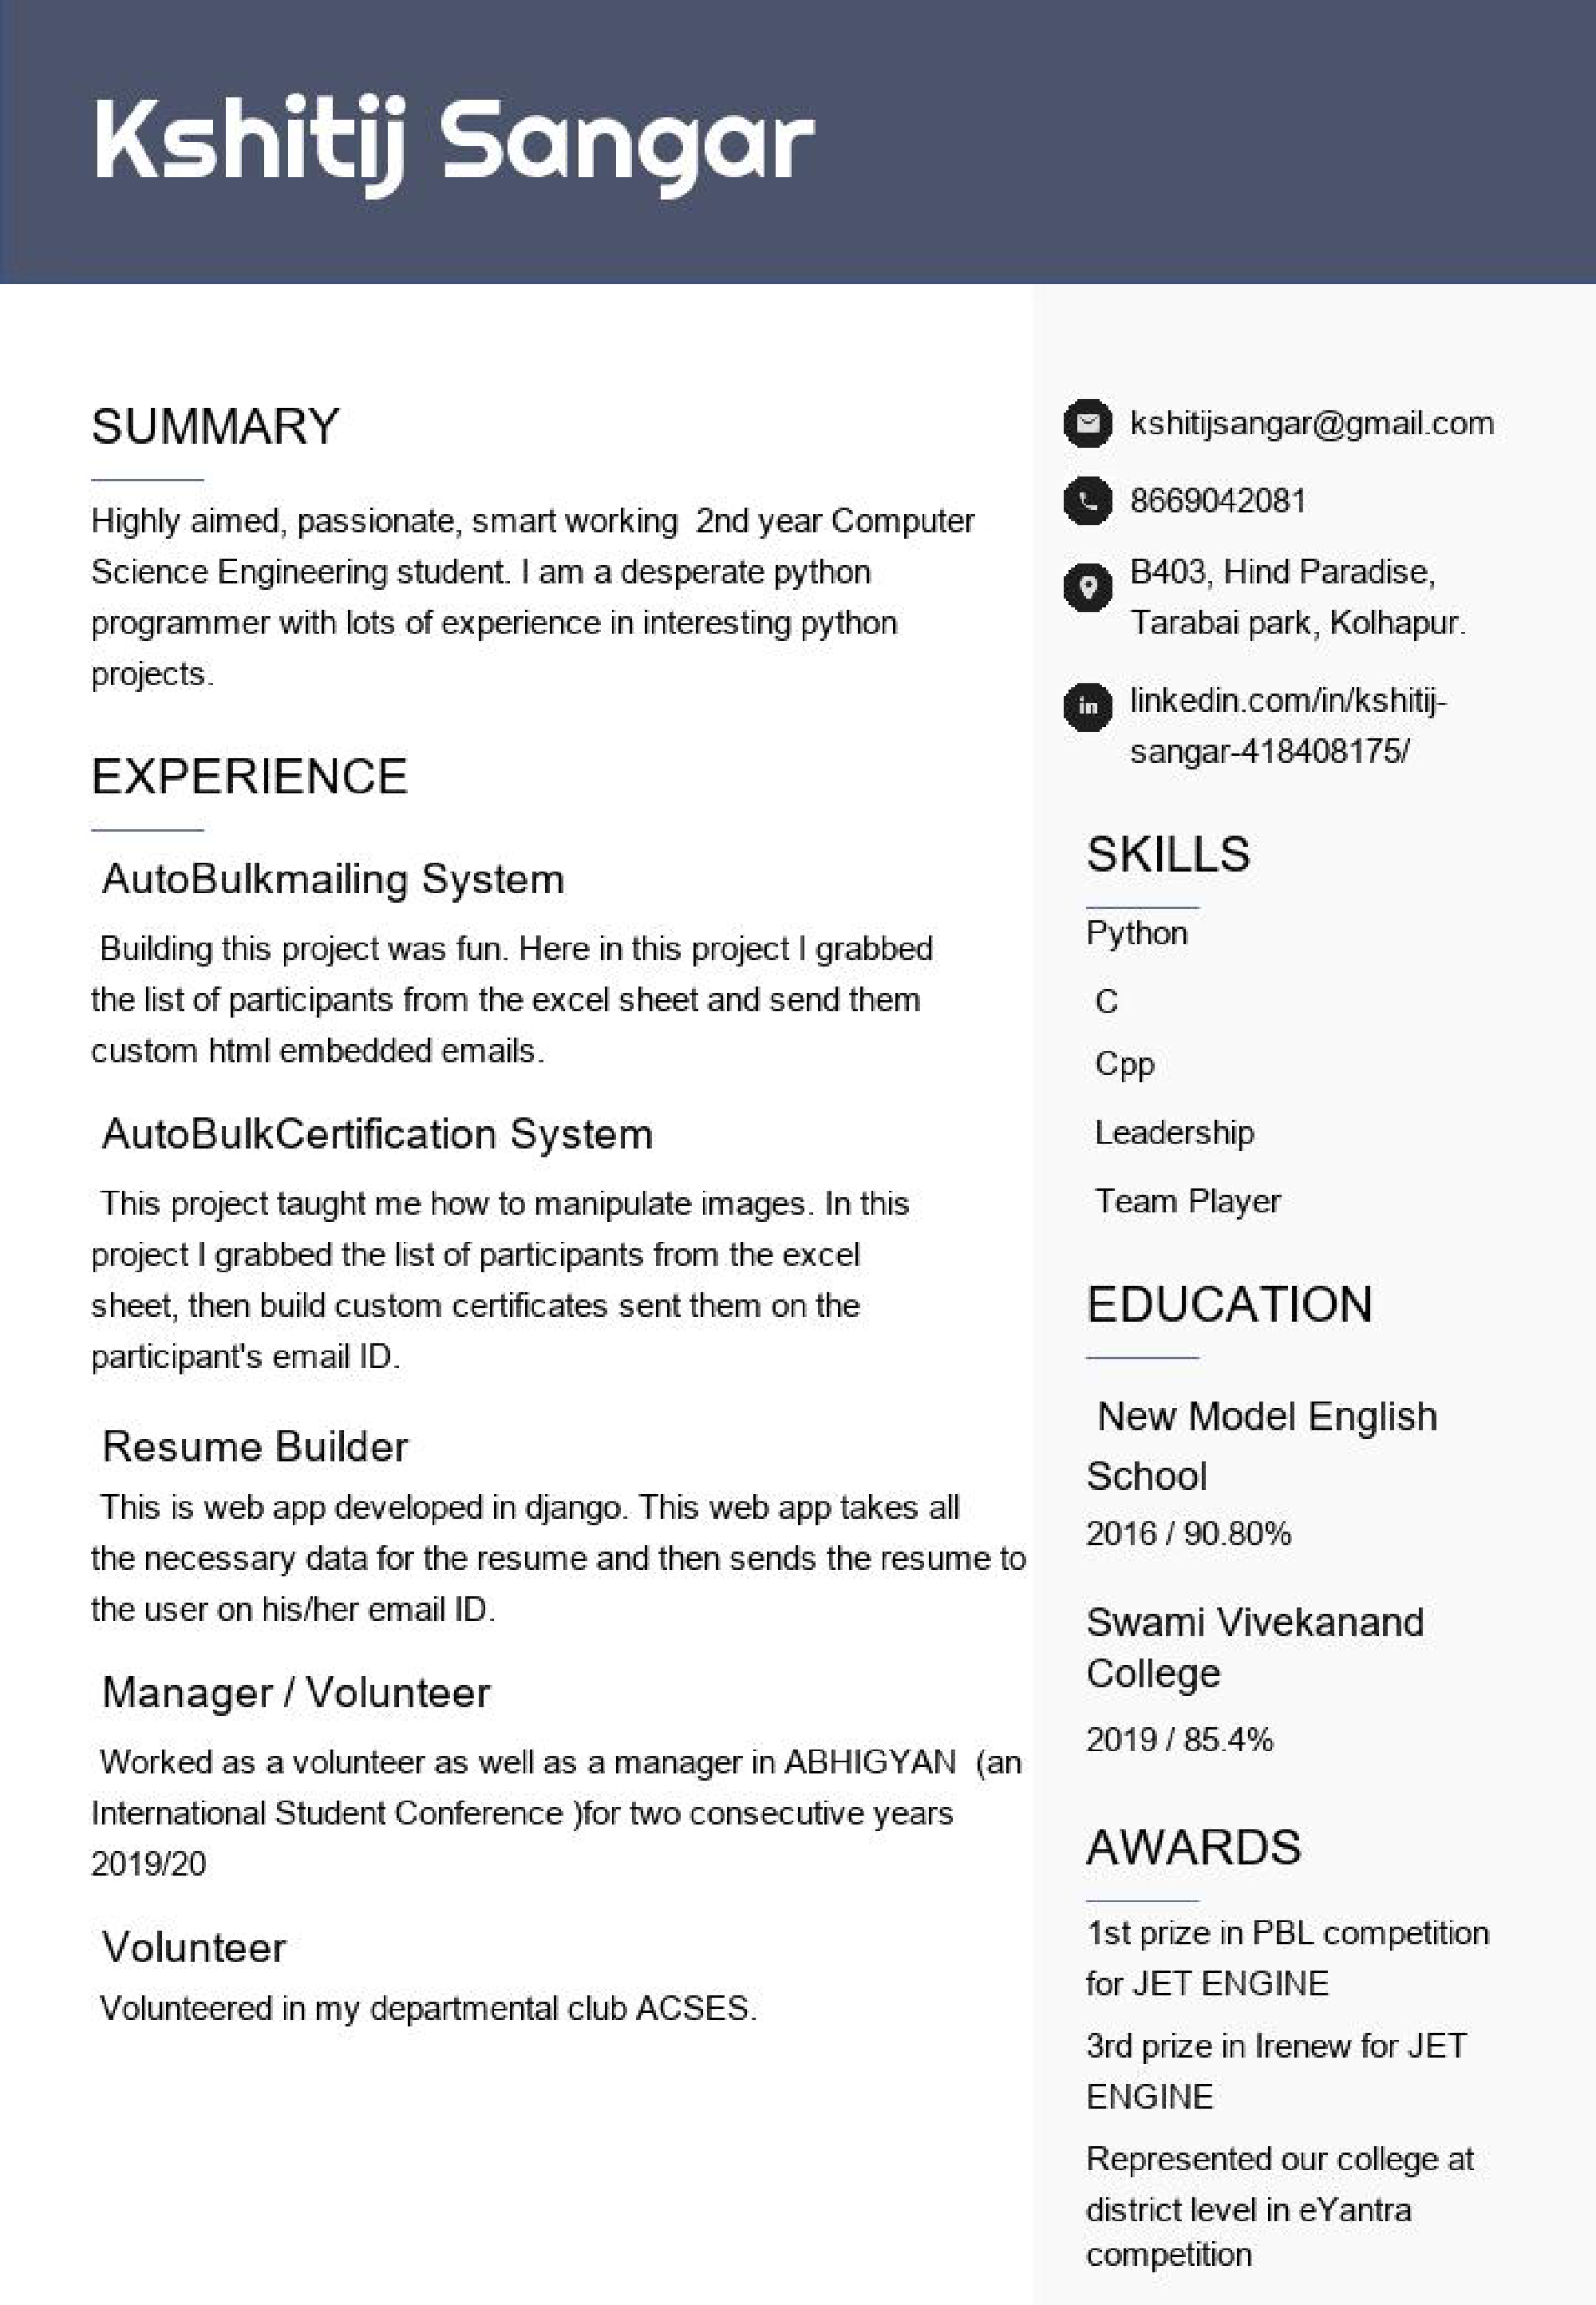 Kshitij Sangar
SUMMARY
Highly aimed, passionate, smart working 2nd year Computer
Science Engineering student. I am a desperate python
programmer with lots of experience in interesting python
projects.
EXPERIENCE
AutoBulkmailing System
Building this project was fun. Here in this project I grabbed
the list of participants from the excel sheet and send them
custom html embedded emails.
AutoBulkCertification System
This project taught me how to manipulate images. In this
project I grabbed the list of participants from the excel
sheet, then build custom certificates sent them on the
participant's email ID.
Resume Builder
This is web app developed in django. This web app takes all
the necessary data for the resume and then sends the resume to
the user on his/her email ID.
Manager / Volunteer
Worked as a volunteer as well as a manager in ABHIGYAN (an
International Student Conference )for two consecutive years
2019/20
Volunteer
Volunteered in my departmental club ACSES.
kshitijsangar@gmail.com
8669042081
B403, Hind Paradise,
Tarabai park, Kolhapur.
in
linkedin.com/in/kshitij-
sangar-418408175/
SKILLS
Python
C
Cpp
Leadership
Team Player
EDUCATION
New Model English
School
2016 / 90.80%
Swami Vivekanand
College
2019 / 85.4%
AWARDS
1st prize in PBL competition
for JET ENGINE
3rd prize in Irenew for JET
ENGINE
Represented our college at
district level in eYantra
competition